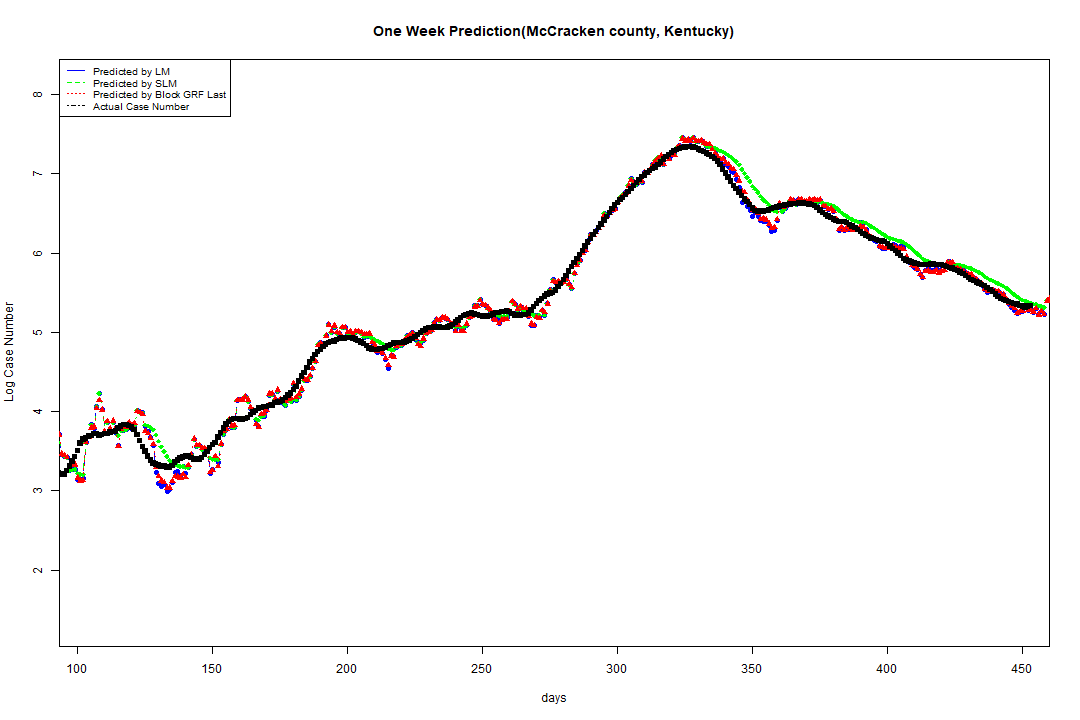 One Week Prediction(McCracken county, Kentucky)
Predicted by LM
Predicted by SLM
Predicted by Block GRF Last
Actual Case Number
8
7
6
5
4
3
2
Log Case Number
100 150 200 250 300 350 400 450
days